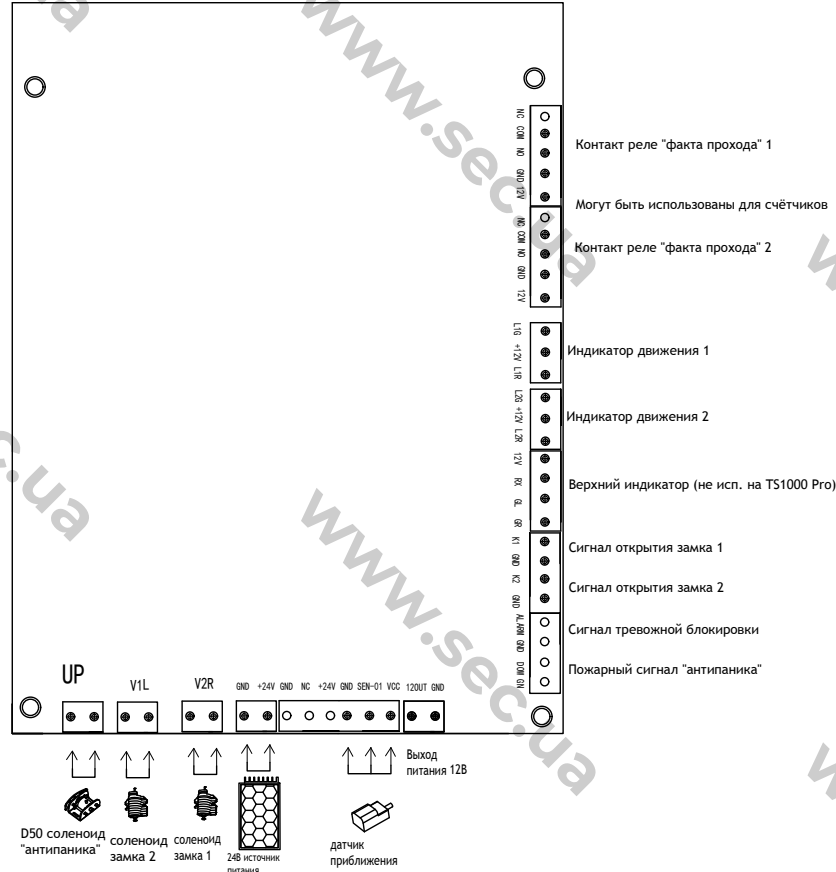 NC
COM
NO
GND
12V
Контакт реле "факта прохода" 1
Могут быть использованы для счётчиков
NC
COM
NO
GND
12V
Контакт реле "факта прохода" 2
L1G
+12V
L1R
Индикатор движения 1
L2G
+12V
L2R
Индикатор движения 2
12V
RX
GL
GR
Верхний индикатор (не исп. на TS1000 Pro)
K1
GND
Сигнал открытия замка 1
K2
GND
Сигнал открытия замка 2
ALARM
GND
Сигнал тревожной блокировки
DOW
GN
Пожарный сигнал "антипаника"
UP
V1L
V2R
GND +24V GND NC +24V GND SEN-01 VCC 12OUT GND
Выход
питания 12В
D50 соленоид
"антипаника"
соленоид
замка 2
соленоид
замка 1
24В источник
питания
датчик
приближения
www.sec.ua
www.sec.ua